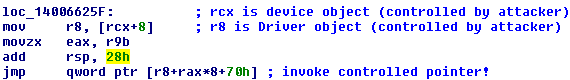 loc_14006625F: ; rcx is device object (controlled by attacker)
mov r8, [rcx+8] ; r8 is Driver object (controlled by attacker)
movzx eax, r9b
add rsp, 28h
jmp qword ptr [r8+rax*8+70h] ; invoke controlled pointer!